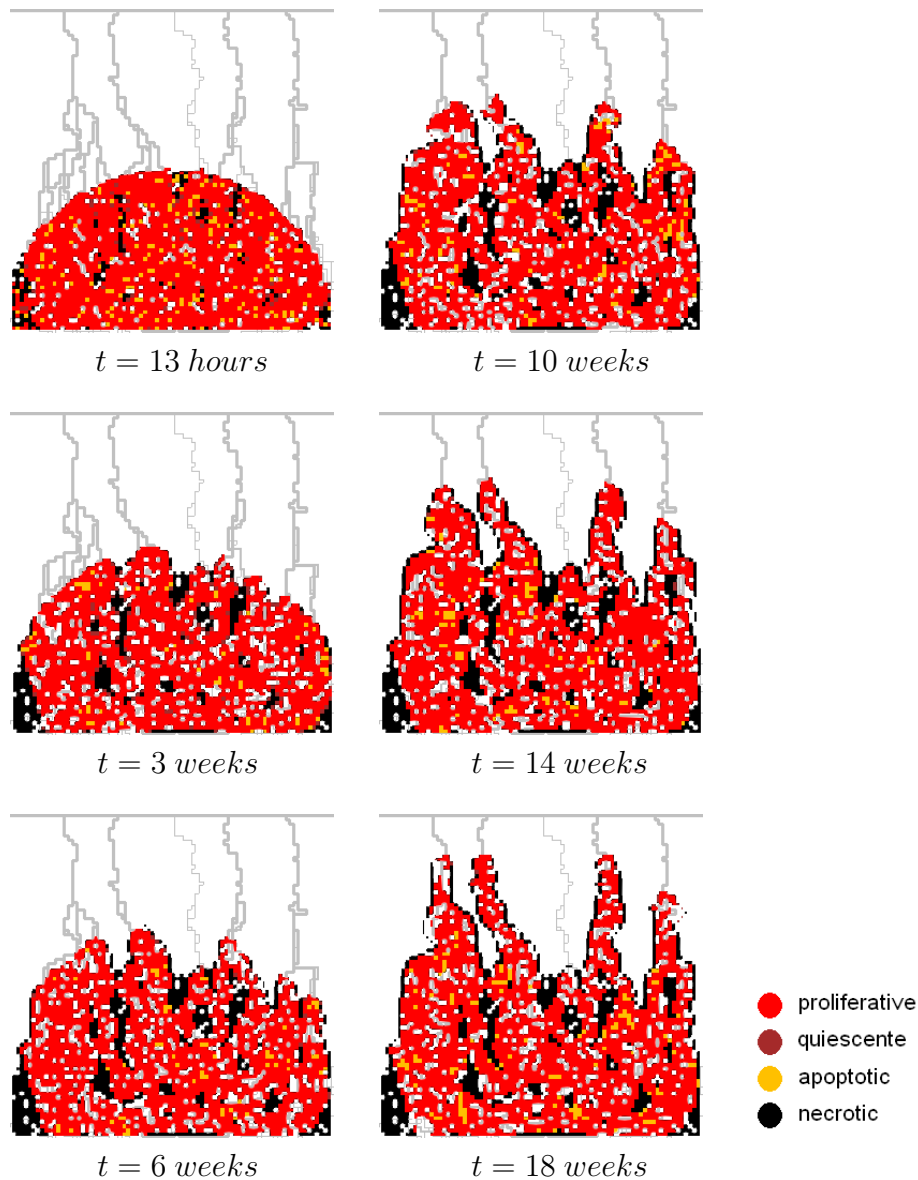 t = 13 hours
t = 10 weeks
t = 3 weeks
t = 14 weeks
t = 6 weeks
t = 18 weeks
proliferative
quiescente
apoptotic
necrotic